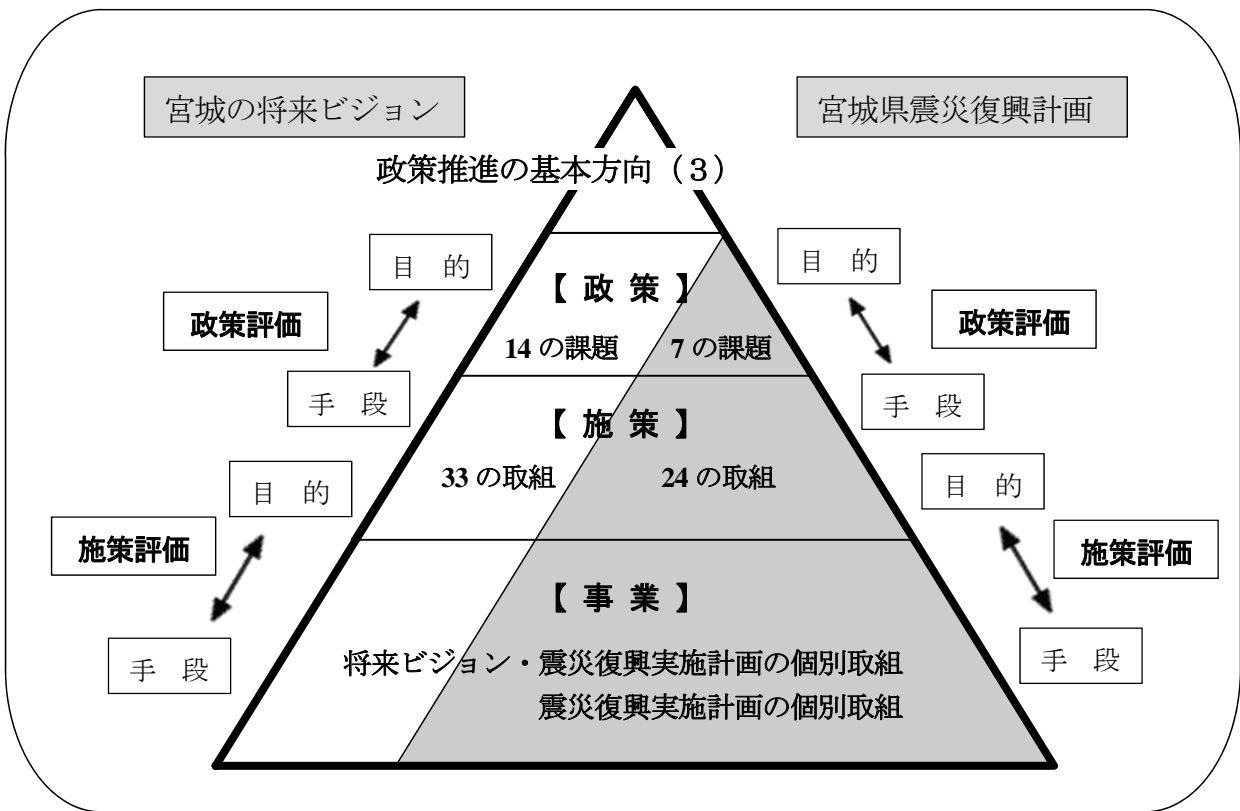 宮城の将来ビジョン
宮城県震災復興計画
政策推進の基本方向（３）
目　的
目　的
【 政 策 】
政策評価
政策評価
14 の課題
7 の課題
手　段
手　段
【 施 策 】
33 の取組
24 の取組
目　的
目　的
施策評価
施策評価
【 事 業 】
手　段
手　段
将来ビジョン・震災復興実施計画の個別取組
震災復興実施計画の個別取組